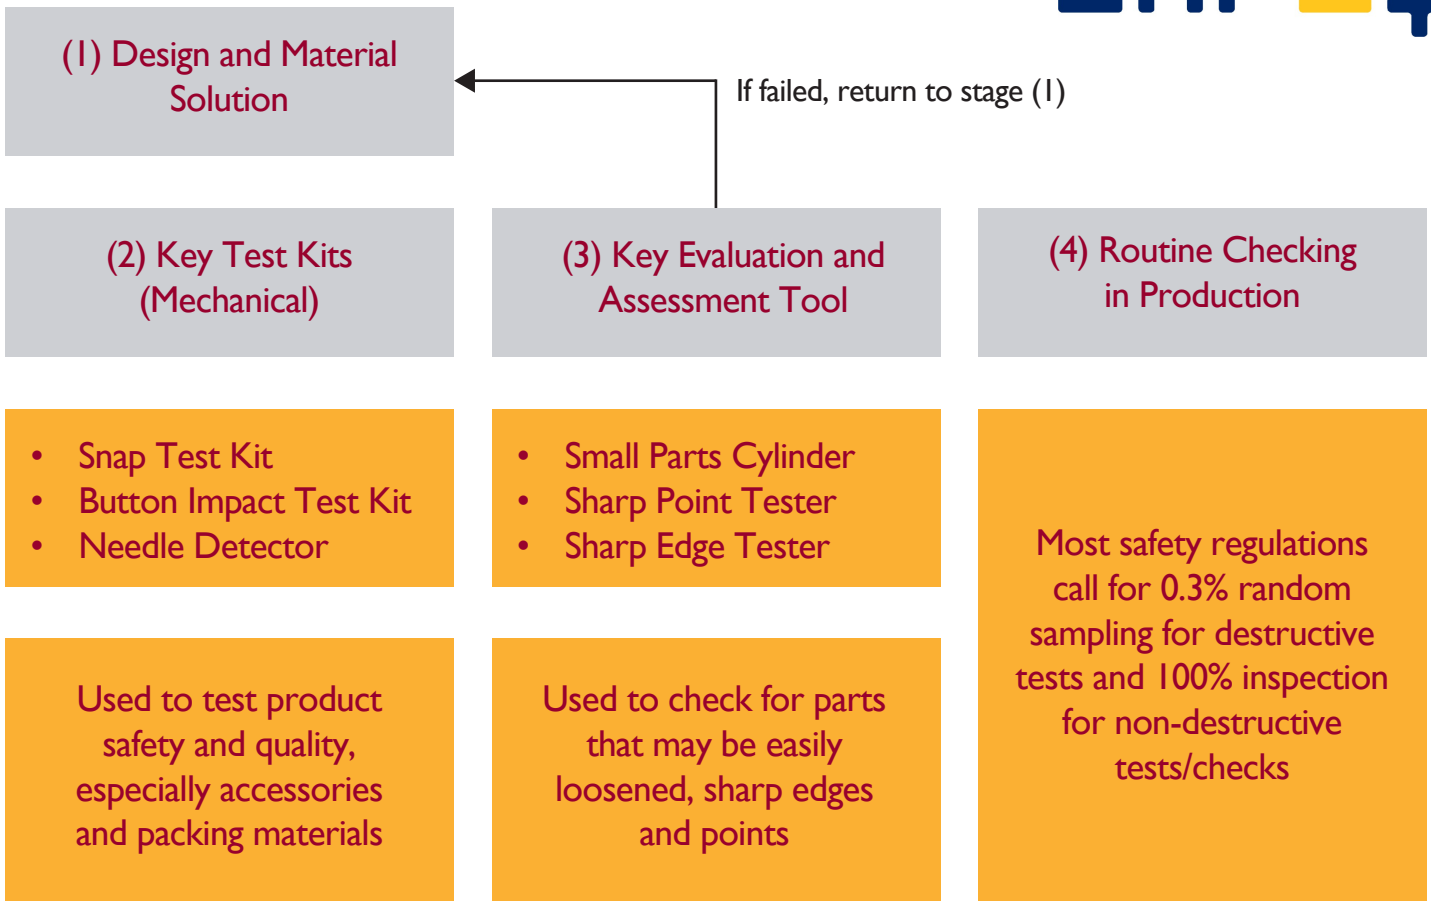 (1) Design and Material
Solution
If failed, return to stage (1)
(2) Key Test Kits
(Mechanical)
(3) Key Evaluation and
Assessment Tool
(4) Routine Checking
in Production
• Snap Test Kit
• Button Impact Test Kit
• Needle Detector
• Small Parts Cylinder
• Sharp Point Tester
• Sharp Edge Tester
Used to test product
safety and quality,
especially accessories
and packing materials
Used to check for parts
that may be easily
loosened, sharp edges
and points
Most safety regulations
call for 0.3% random
sampling for destructive
tests and 100% inspection
for non-destructive
tests/checks